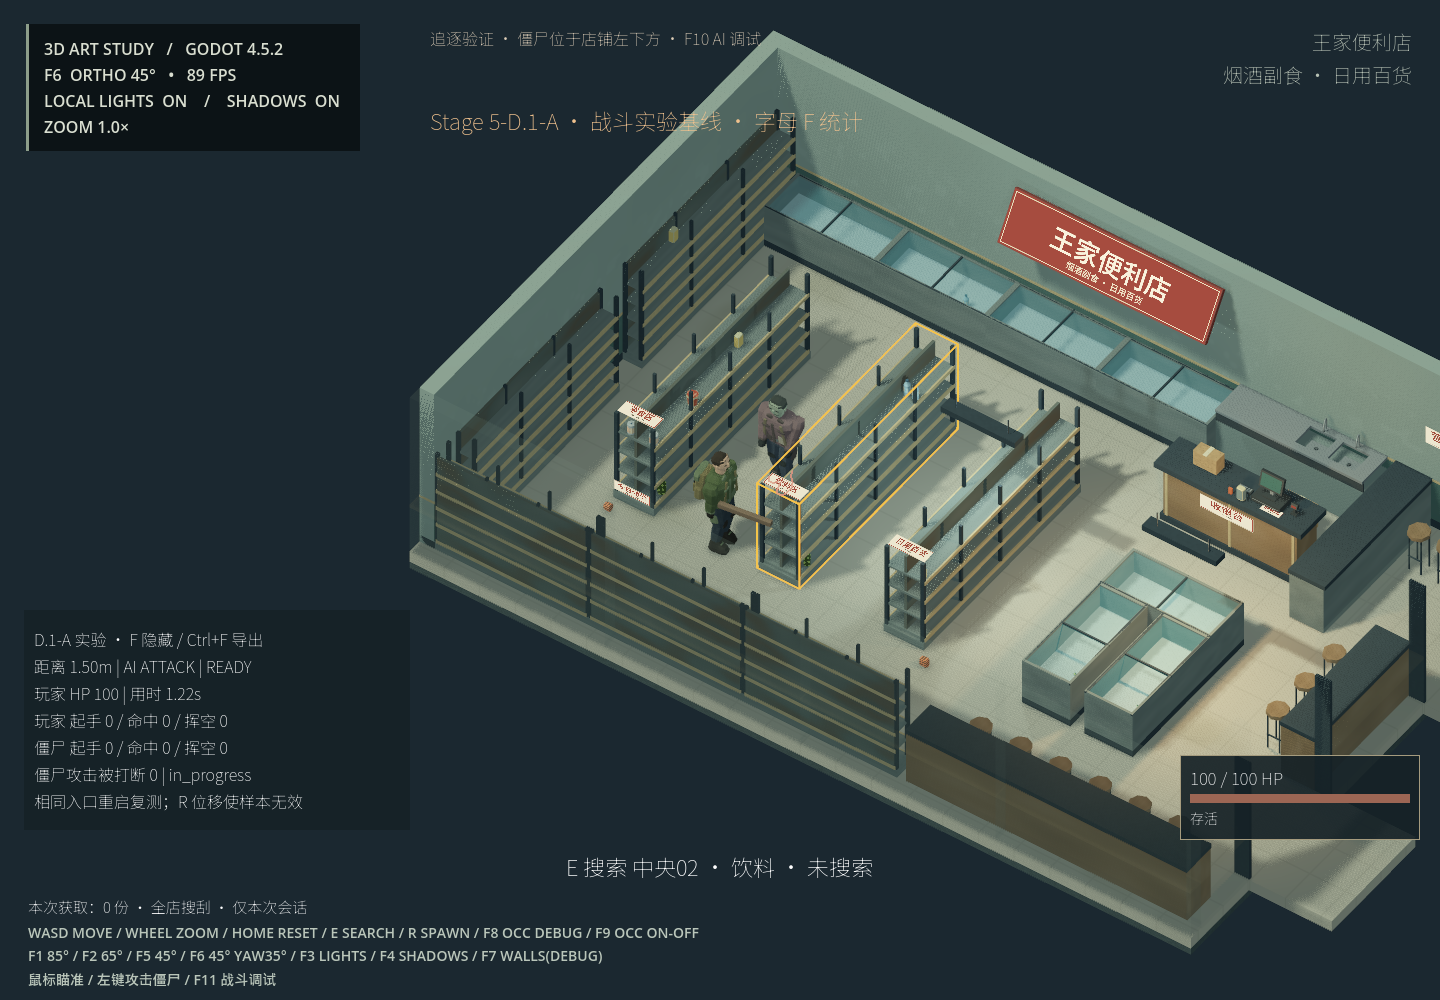 3D ART STUDY / GODOT 4.5.2
F6 ORTHO 45° • 89 FPS
LOCAL LIGHTS ON / SHADOWS ON
ZOOM 1.0×
追逐验证 · 僵尸位于店铺左下方 · F10 AI 调试
Stage 5-D.1-A · 战斗实验基线 · 字母 F 统计
王家便利店
烟酒副食 · 日用百货
王家便利店
烟酒副食 · 日用百货
日用百货
收银台
D.1-A 实验 · F 隐藏 / Ctrl+F 导出
距离 1.50m | AI ATTACK | READY
玩家 HP 100 | 用时 1.22s
玩家 起手 0 / 命中 0 / 挥空 0
僵尸 起手 0 / 命中 0 / 挥空 0
僵尸攻击被打断 0 | in_progress
相同入口重启复测；R 位移使样本无效
100 / 100 HP
存活
E 搜索 中央02 · 饮料 · 未搜索
本次获取：0 份 · 全店搜刮 · 仅本次会话
WASD MOVE / WHEEL ZOOM / HOME RESET / E SEARCH / R SPAWN / F8 OCC DEBUG / F9 OCC ON-OFF
F1 85° / F2 65° / F5 45° / F6 45° YAW35° / F3 LIGHTS / F4 SHADOWS / F7 WALLS(DEBUG)
鼠标瞄准 / 左键攻击僵尸 / F11 战斗调试